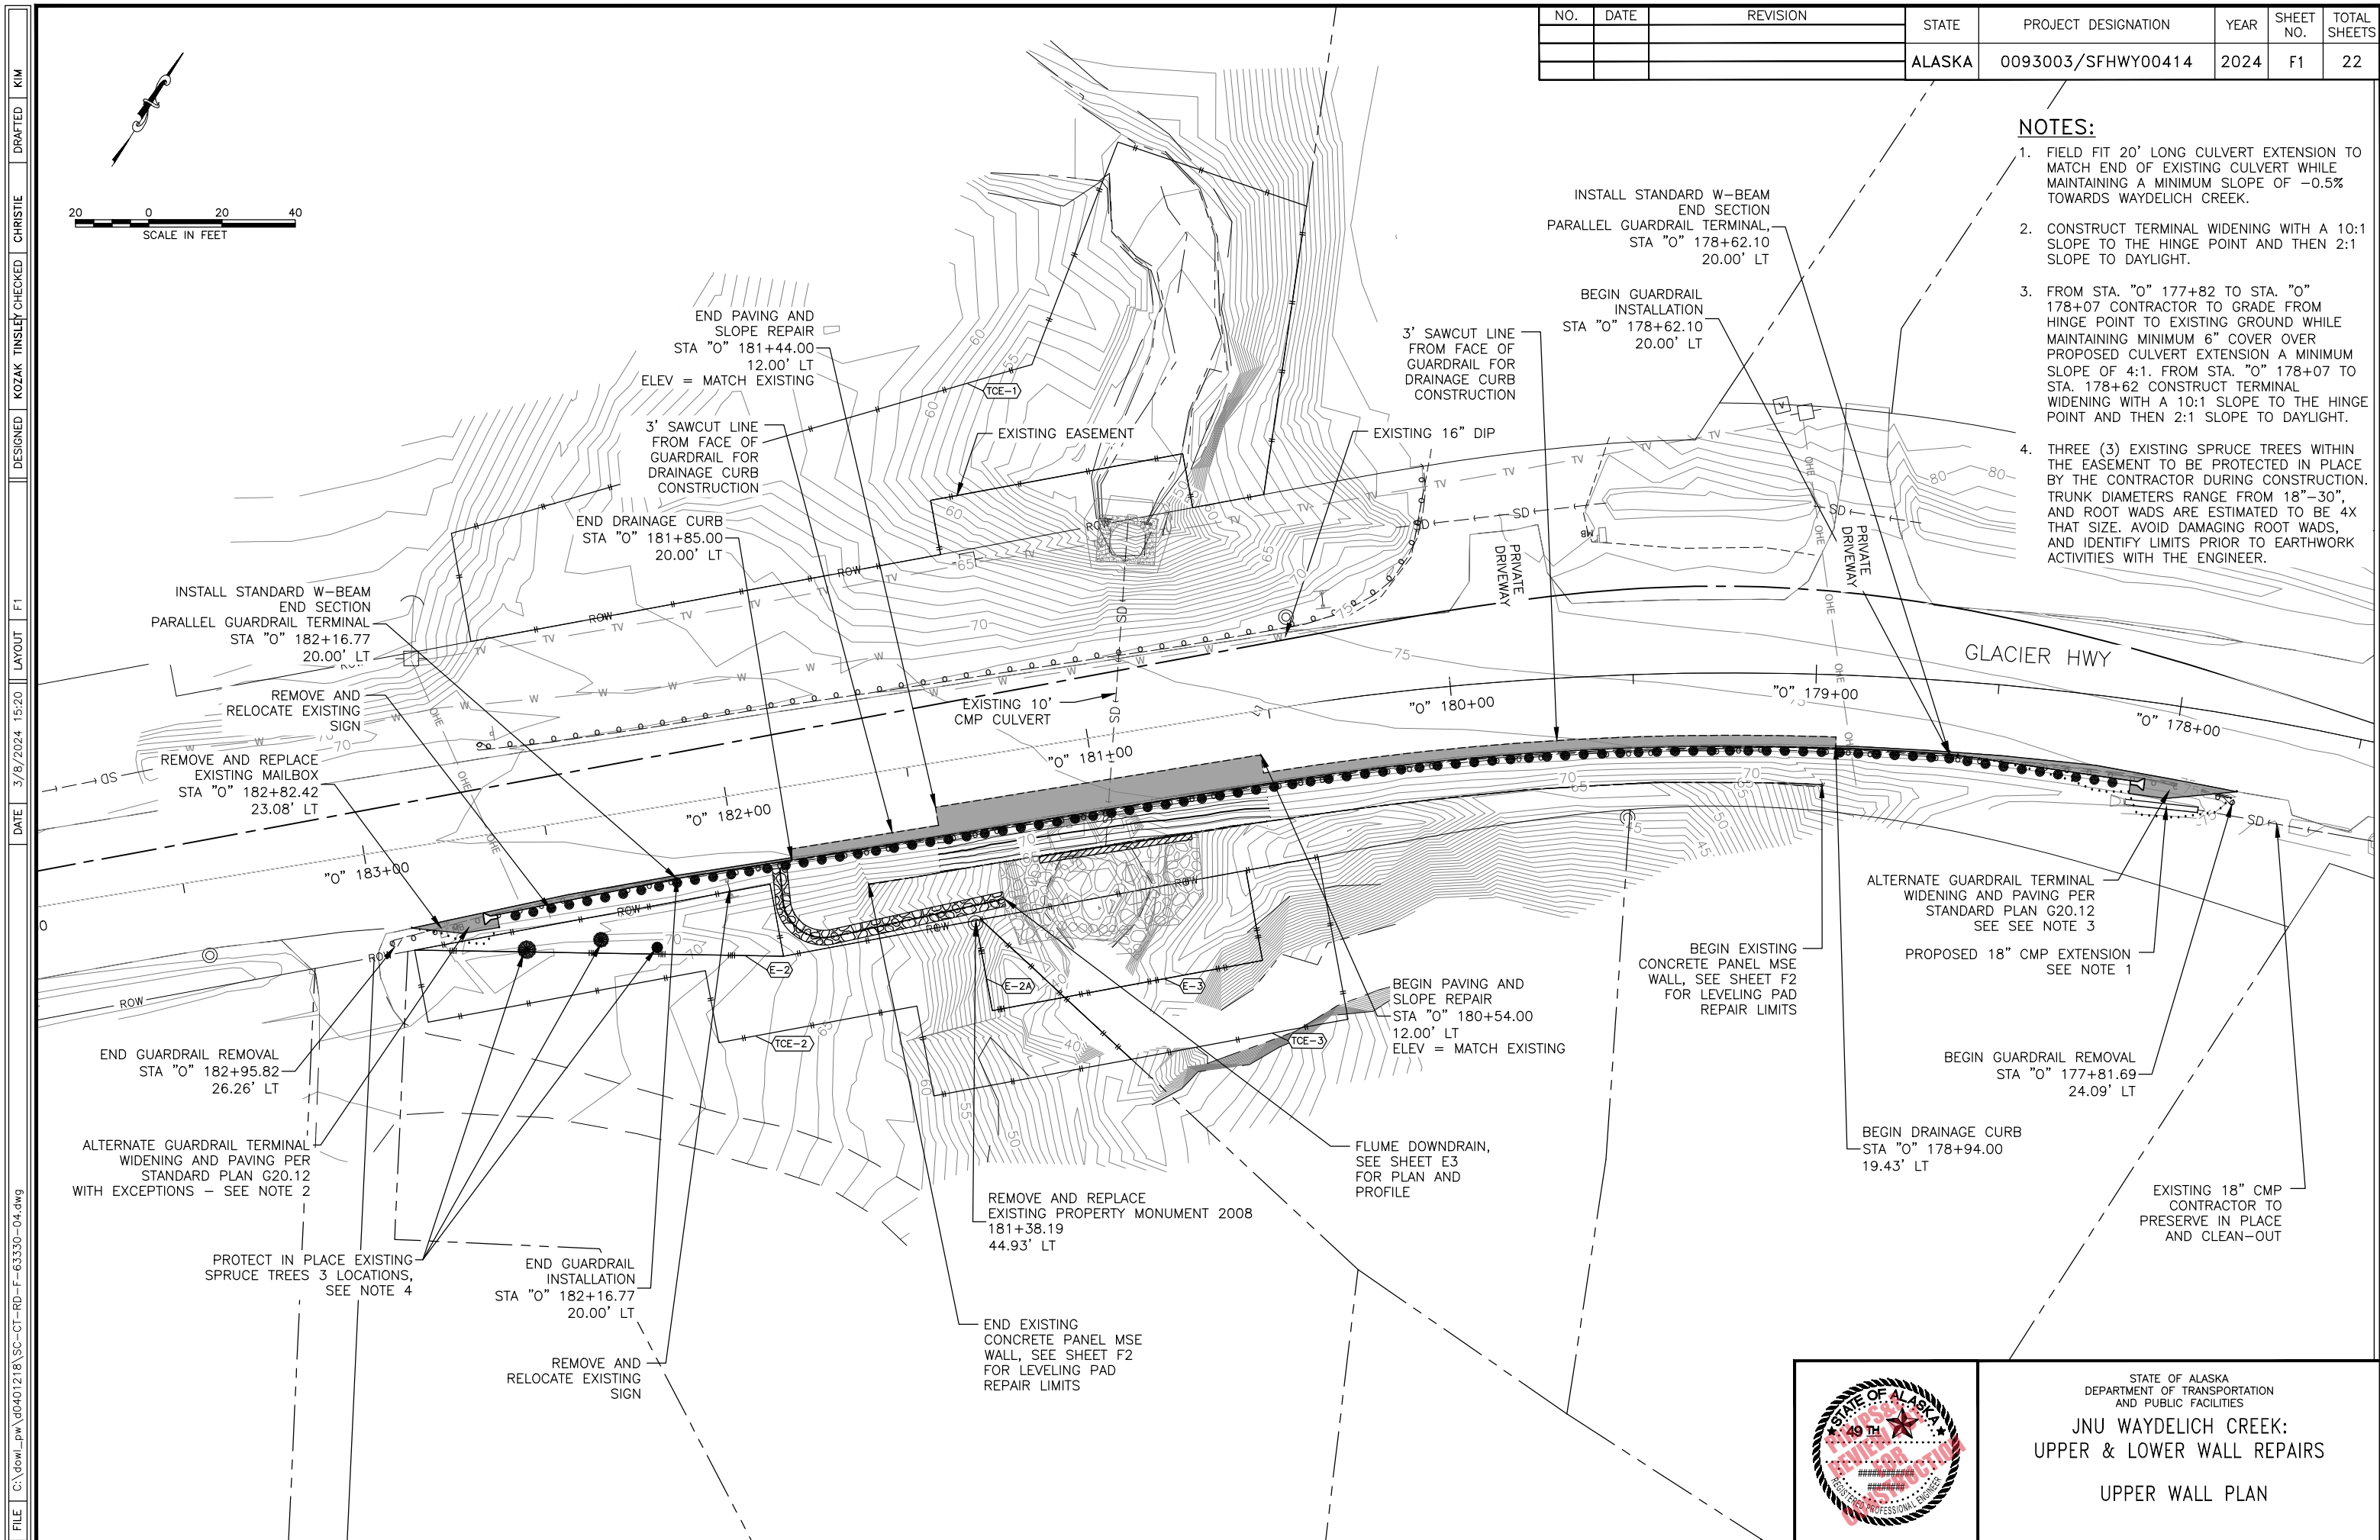 NO.
DATE
REVISION
STATE
PROJECT DESIGNATION
YEAR
SHEET NO.
TOTAL SHEETS
ALASKA
0093003/SFHWY00414
2024
F1
22
NOTES:
1. FIELD FIT 20' LONG CULVERT EXTENSION TO
MATCH END OF EXISTING CULVERT WHILE
MAINTAINING A MINIMUM SLOPE OF -0.5%
TOWARDS WAYDELICH CREEK.
2. CONSTRUCT TERMINAL WIDENING WITH A 10:1
SLOPE TO THE HINGE POINT AND THEN 2:1
SLOPE TO DAYLIGHT.
3. FROM STA. "O" 177+82 TO STA. "O"
178+07 CONTRACTOR TO GRADE FROM
HINGE POINT TO EXISTING GROUND WHILE
MAINTAINING MINIMUM 6" COVER OVER
PROPOSED CULVERT EXTENSION A MINIMUM
SLOPE OF 4:1. FROM STA. "O" 178+07 TO
STA. 178+62 CONSTRUCT TERMINAL
WIDENING WITH A 10:1 SLOPE TO THE HINGE
POINT AND THEN 2:1 SLOPE TO DAYLIGHT.
4. THREE (3) EXISTING SPRUCE TREES WITHIN
THE EASEMENT TO BE PROTECTED IN PLACE
BY THE CONTRACTOR DURING CONSTRUCTION.
TRUNK DIAMETERS RANGE FROM 18"-30",
AND ROOT WADS ARE ESTIMATED TO BE 4X
THAT SIZE. AVOID DAMAGING ROOT WADS,
AND IDENTIFY LIMITS PRIOR TO EARTHWORK
ACTIVITIES WITH THE ENGINEER.
20 0 20 40
SCALE IN FEET
INSTALL STANDARD W-BEAM
END SECTION
PARALLEL GUARDRAIL TERMINAL,
STA "O" 178+62.10
20.00' LT
BEGIN GUARDRAIL
INSTALLATION
STA "O" 178+62.10
20.00' LT
3' SAWCUT LINE
FROM FACE OF
GUARDRAIL FOR
DRAINAGE CURB
CONSTRUCTION
END PAVING AND
SLOPE REPAIR
STA "O" 181+44.00
12.00' LT
ELEV = MATCH EXISTING
TCE-1
3' SAWCUT LINE
FROM FACE OF
GUARDRAIL FOR
DRAINAGE CURB
CONSTRUCTION
EXISTING EASEMENT
EXISTING 16" DIP
END DRAINAGE CURB
STA "O" 181+85.00
20.00' LT
PRIVATE
DRIVEWAY
PRIVATE
DRIVEWAY
INSTALL STANDARD W-BEAM
END SECTION
PARALLEL GUARDRAIL TERMINAL
STA "O" 182+16.77
20.00' LT
REMOVE AND
RELOCATE EXISTING
SIGN
REMOVE AND REPLACE
EXISTING MAILBOX
STA "O" 182+82.42
23.08' LT
EXISTING 10'
CMP CULVERT
GLACIER HWY
"O" 183+00
"O" 182+00
"O" 181+00
"O" 180+00
"O" 179+00
"O" 178+00
E-2
E-2A
E-3
TCE-2
TCE-3
ALTERNATE GUARDRAIL TERMINAL
WIDENING AND PAVING PER
STANDARD PLAN G20.12
SEE SEE NOTE 3
PROPOSED 18" CMP EXTENSION
SEE NOTE 1
BEGIN EXISTING
CONCRETE PANEL MSE
WALL, SEE SHEET F2
FOR LEVELING PAD
REPAIR LIMITS
BEGIN PAVING AND
SLOPE REPAIR
STA "O" 180+54.00
12.00' LT
ELEV = MATCH EXISTING
BEGIN GUARDRAIL REMOVAL
STA "O" 177+81.69
24.09' LT
END GUARDRAIL REMOVAL
STA "O" 182+95.82
26.26' LT
BEGIN DRAINAGE CURB
STA "O" 178+94.00
19.43' LT
ALTERNATE GUARDRAIL TERMINAL
WIDENING AND PAVING PER
STANDARD PLAN G20.12
WITH EXCEPTIONS - SEE NOTE 2
FLUME DOWNDRAIN,
SEE SHEET E3
FOR PLAN AND
PROFILE
EXISTING 18" CMP
CONTRACTOR TO
PRESERVE IN PLACE
AND CLEAN-OUT
REMOVE AND REPLACE
EXISTING PROPERTY MONUMENT 2008
181+38.19
44.93' LT
PROTECT IN PLACE EXISTING
SPRUCE TREES 3 LOCATIONS,
SEE NOTE 4
END GUARDRAIL
INSTALLATION
STA "O" 182+16.77
20.00' LT
END EXISTING
CONCRETE PANEL MSE
WALL, SEE SHEET F2
FOR LEVELING PAD
REPAIR LIMITS
REMOVE AND
RELOCATE EXISTING
SIGN
STATE OF ALASKA
49 TH
############
########
REGISTERED PROFESSIONAL ENGINEER
STATE OF ALASKA
DEPARTMENT OF TRANSPORTATION
AND PUBLIC FACILITIES
JNU WAYDELICH CREEK:
UPPER & LOWER WALL REPAIRS
UPPER WALL PLAN
FILE C:\dowl_pw\d0401218\SC-CT-RD-F-63330-04.dwg
DATE 3/8/2024 15:20
LAYOUT F1
DESIGNED KOZAK TINSLEY
CHECKED CHRISTIE
DRAFTED KIM